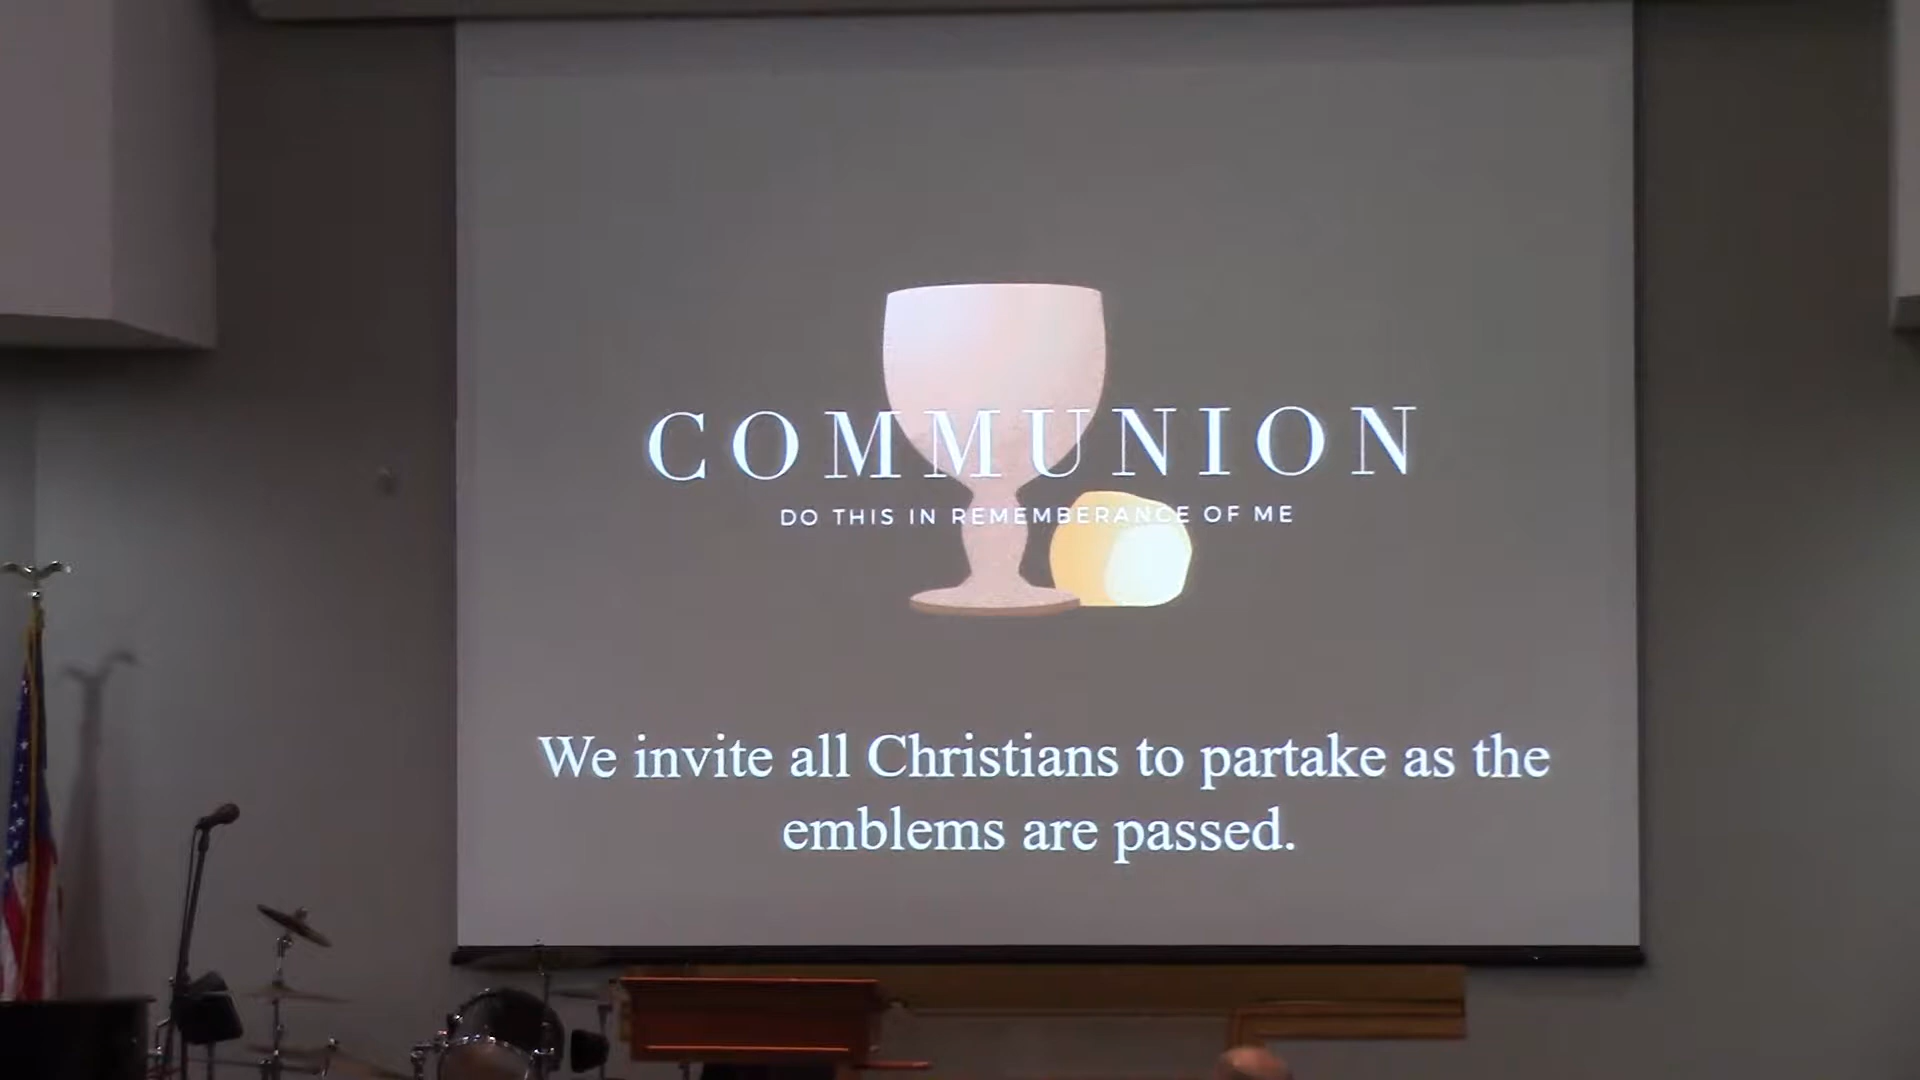 COMMUNION
DO THIS IN REMEMBERANCE OF ME
We invite all Christians to partake as the
emblems are passed.